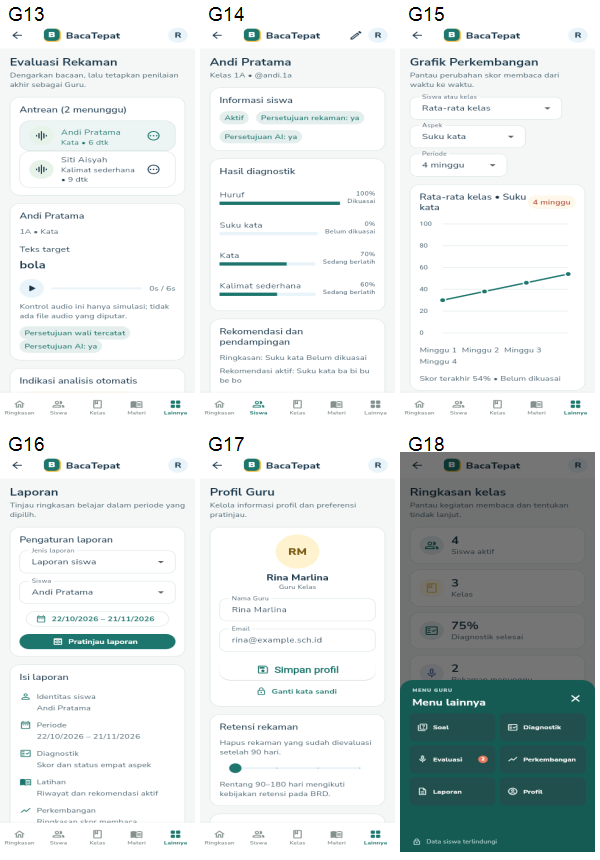 G13
B BacaTepat R
Evaluasi Rekaman
Dengarkan bacaan, lalu tetapkan penilaian
akhir sebagai Guru.
Antrean (2 menunggu)
Andi Pratama
Kata • 6 dtk
Siti Aisyah
Kalimat sederhana
• 9 dtk
Andi Pratama
1A • Kata
Teks target
bola
0s / 6s
Kontrol audio ini hanya simulasi; tidak
ada file audio yang diputar.
Persetujuan wali tercatat
Persetujuan AI: ya
Indikasi analisis otomatis
Ringkasan Siswa Kelas Materi Lainnya
G14
B BacaTepat R
Andi Pratama
Kelas 1A • @andi.1a
Informasi siswa
Aktif Persetujuan rekaman: ya
Persetujuan AI: ya
Hasil diagnostik
Huruf 100%
Dikuasai
Suku kata 0%
Belum dikuasai
Kata 70%
Sedang berlatih
Kalimat sederhana 60%
Sedang berlatih
Rekomendasi dan
pendampingan
Ringkasan: Suku kata Belum dikuasai
Rekomendasi aktif: Suku kata ba bi bu
be bo
Ringkasan Siswa Kelas Materi Lainnya
G15
B BacaTepat R
Grafik Perkembangan
Pantau perubahan skor membaca dari
waktu ke waktu.
Siswa atau kelas
Rata-rata kelas
Aspek
Suku kata
Periode
4 minggu
Rata-rata kelas • Suku
kata
4 minggu
100
80
60
40
20
0
Minggu 1 Minggu 2 Minggu 3
Minggu 4
Skor terakhir 54% • Belum dikuasai
Ringkasan Siswa Kelas Materi Lainnya
G16
B BacaTepat R
Laporan
Tinjau ringkasan belajar dalam periode yang
dipilih.
Pengaturan laporan
Jenis laporan
Laporan siswa
Siswa
Andi Pratama
22/10/2026 – 21/11/2026
Pratinjau laporan
Isi laporan
Identitas siswa
Andi Pratama
Periode
22/10/2026 – 21/11/2026
Diagnostik
Skor dan status empat aspek
Latihan
Riwayat dan rekomendasi aktif
Perkembangan
Ringkasan skor membaca
Ringkasan Siswa Kelas Materi Lainnya
G17
B BacaTepat R
Profil Guru
Kelola informasi profil dan preferensi
pratinjau.
RM
Rina Marlina
Guru Kelas
Nama Guru
Rina Marlina
Email
rina@example.sch.id
Simpan profil
Ganti kata sandi
Retensi rekaman
Hapus rekaman yang sudah dievaluasi
setelah 90 hari.
Rentang 90–180 hari mengikuti
kebijakan retensi pada BRD.
Ringkasan Siswa Kelas Materi Lainnya
G18
B BacaTepat R
Ringkasan kelas
Pantau kegiatan membaca dan tentukan
tindak lanjut.
4
Siswa aktif
3
Kelas
75%
Diagnostik selesai
2
Rekaman menunggu
MENU GURU
Menu lainnya
Soal Diagnostik
Evaluasi Perkembangan
Laporan Profil
Data siswa terlindungi